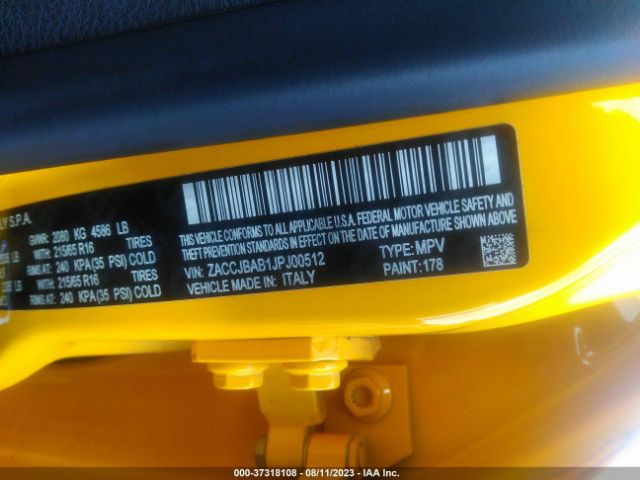 LY S.P.A.
GVWR: 2080 KG 4586 LB
WITH: 215/65 R16 TIRES
RIMS AT: 240 KPA(35 PSI) COLD
WITH: 215/65 R16 TIRES
RIMS AT: 240 KPA(35 PSI) COLD
THIS VEHICLE CONFORMS TO ALL APPLICABLE U.S.A. FEDERAL MOTOR VEHICLE SAFETY AND
THEFT PREVENTION STANDARDS IN EFFECT ON THE DATE OF MANUFACTURE SHOWN ABOVE.
VIN: ZACCJBAB1JPJ00512 TYPE: MPV
VEHICLE MADE IN: ITALY PAINT: 178
000-37318108 - 08/11/2023 - IAA Inc.